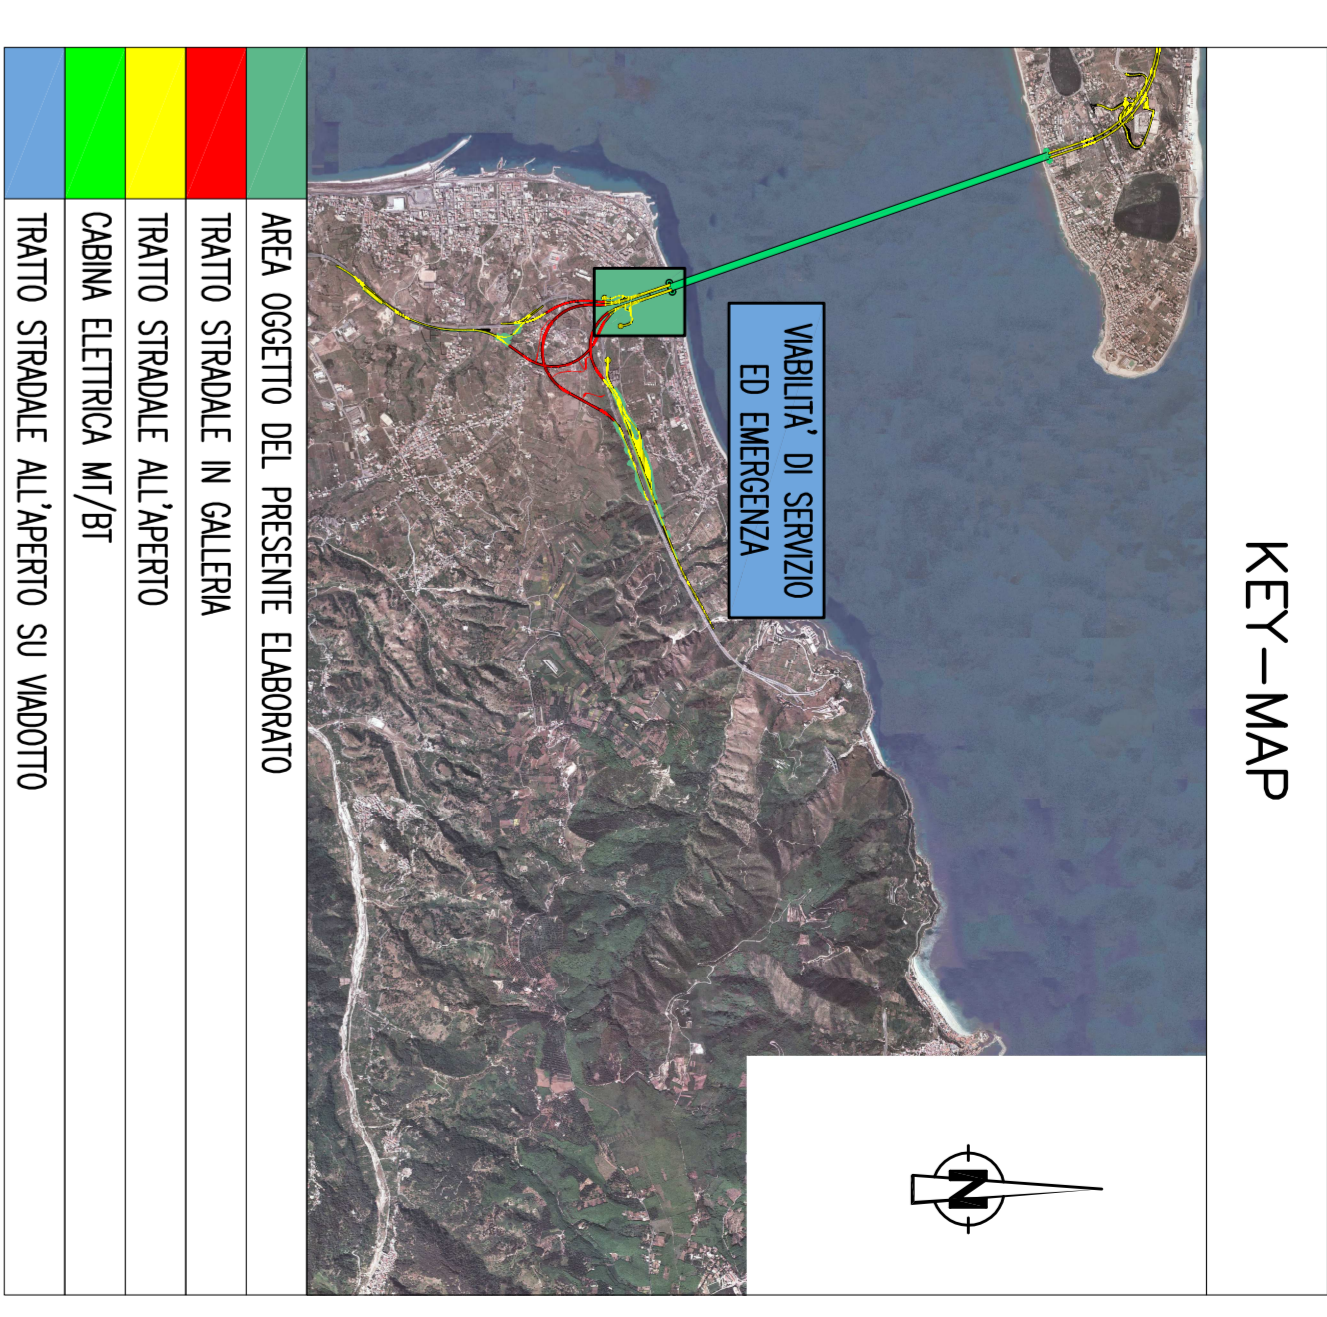 KEY-MAP
N
VIABILITA' DI SERVIZIO
ED EMERGENZA
AREA OGGETTO DEL PRESENTE ELABORATO
TRATTO STRADALE IN GALLERIA
TRATTO STRADALE ALL'APERTO
CABINA ELETTRICA MT/BT
TRATTO STRADALE ALL'APERTO SU VIADOTTO